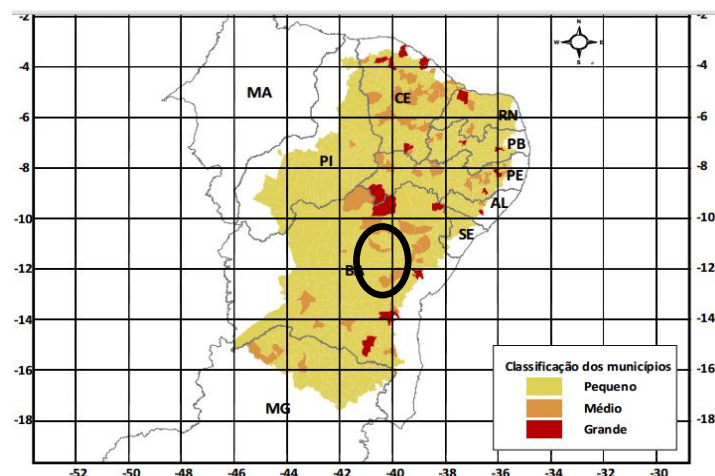 -2
-2
N
W
E
S
-4
-4
MA
CE
-6
-6
RN
PB
PI
-8
-8
PE
AL
-10
-10
SE
-12
BA
-12
-14
-14
Classificação dos municípios
-16
Pequeno
-16
Médio
MG
-18
Grande
-18
-52
-50
-48
-46
-44
-42
-40
-38
-36
-34
-32
-30